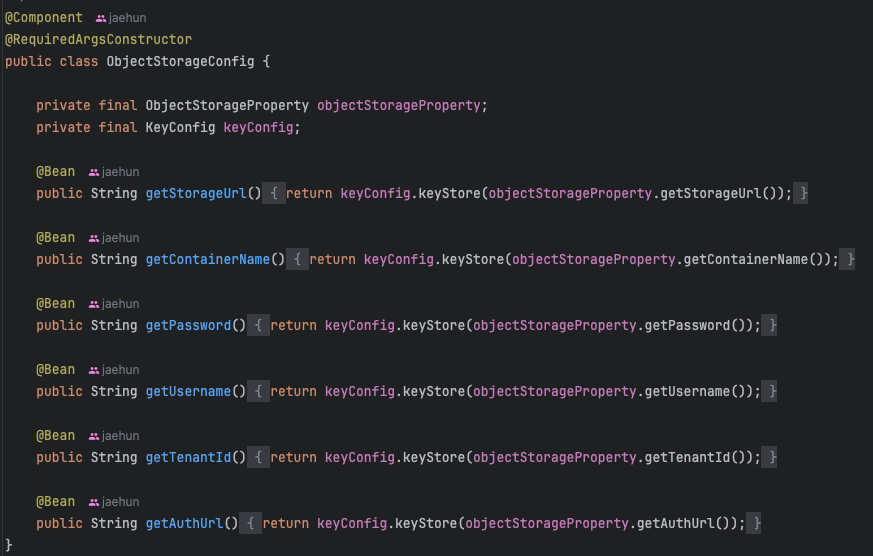 @Component jaehun
@RequiredArgsConstructor
public class ObjectStorageConfig {
private final ObjectStorageProperty objectStorageProperty;
private final KeyConfig keyConfig;
@Bean jaehun
public String getStorageUrl() { return keyConfig.keyStore(objectStorageProperty.getStorageUrl()); }
@Bean jaehun
public String getContainerName() { return keyConfig.keyStore(objectStorageProperty.getContainerName()); }
@Bean jaehun
public String getPassword() { return keyConfig.keyStore(objectStorageProperty.getPassword()); }
@Bean jaehun
public String getUsername() { return keyConfig.keyStore(objectStorageProperty.getUsername()); }
@Bean jaehun
public String getTenantId() { return keyConfig.keyStore(objectStorageProperty.getTenantId()); }
@Bean jaehun
public String getAuthUrl() { return keyConfig.keyStore(objectStorageProperty.getAuthUrl()); }
}